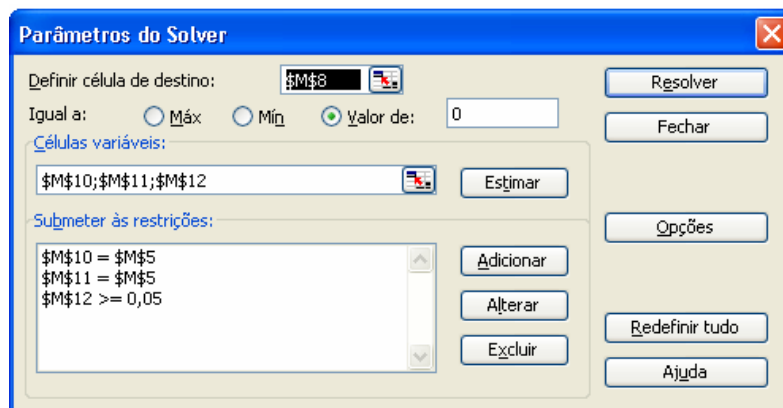 Parâmetros do Solver
Definir célula de destino: $M$8 Resolver
Igual a: Máx Mín Valor de: 0 Fechar
Células variáveis:
$M$10;$M$11;$M$12 Estimar
Submeter às restrições: Opções
$M$10 = $M$5 Adicionar
$M$11 = $M$5
$M$12 >= 0,05
Alterar
Redefinir tudo
Excluir
Ajuda